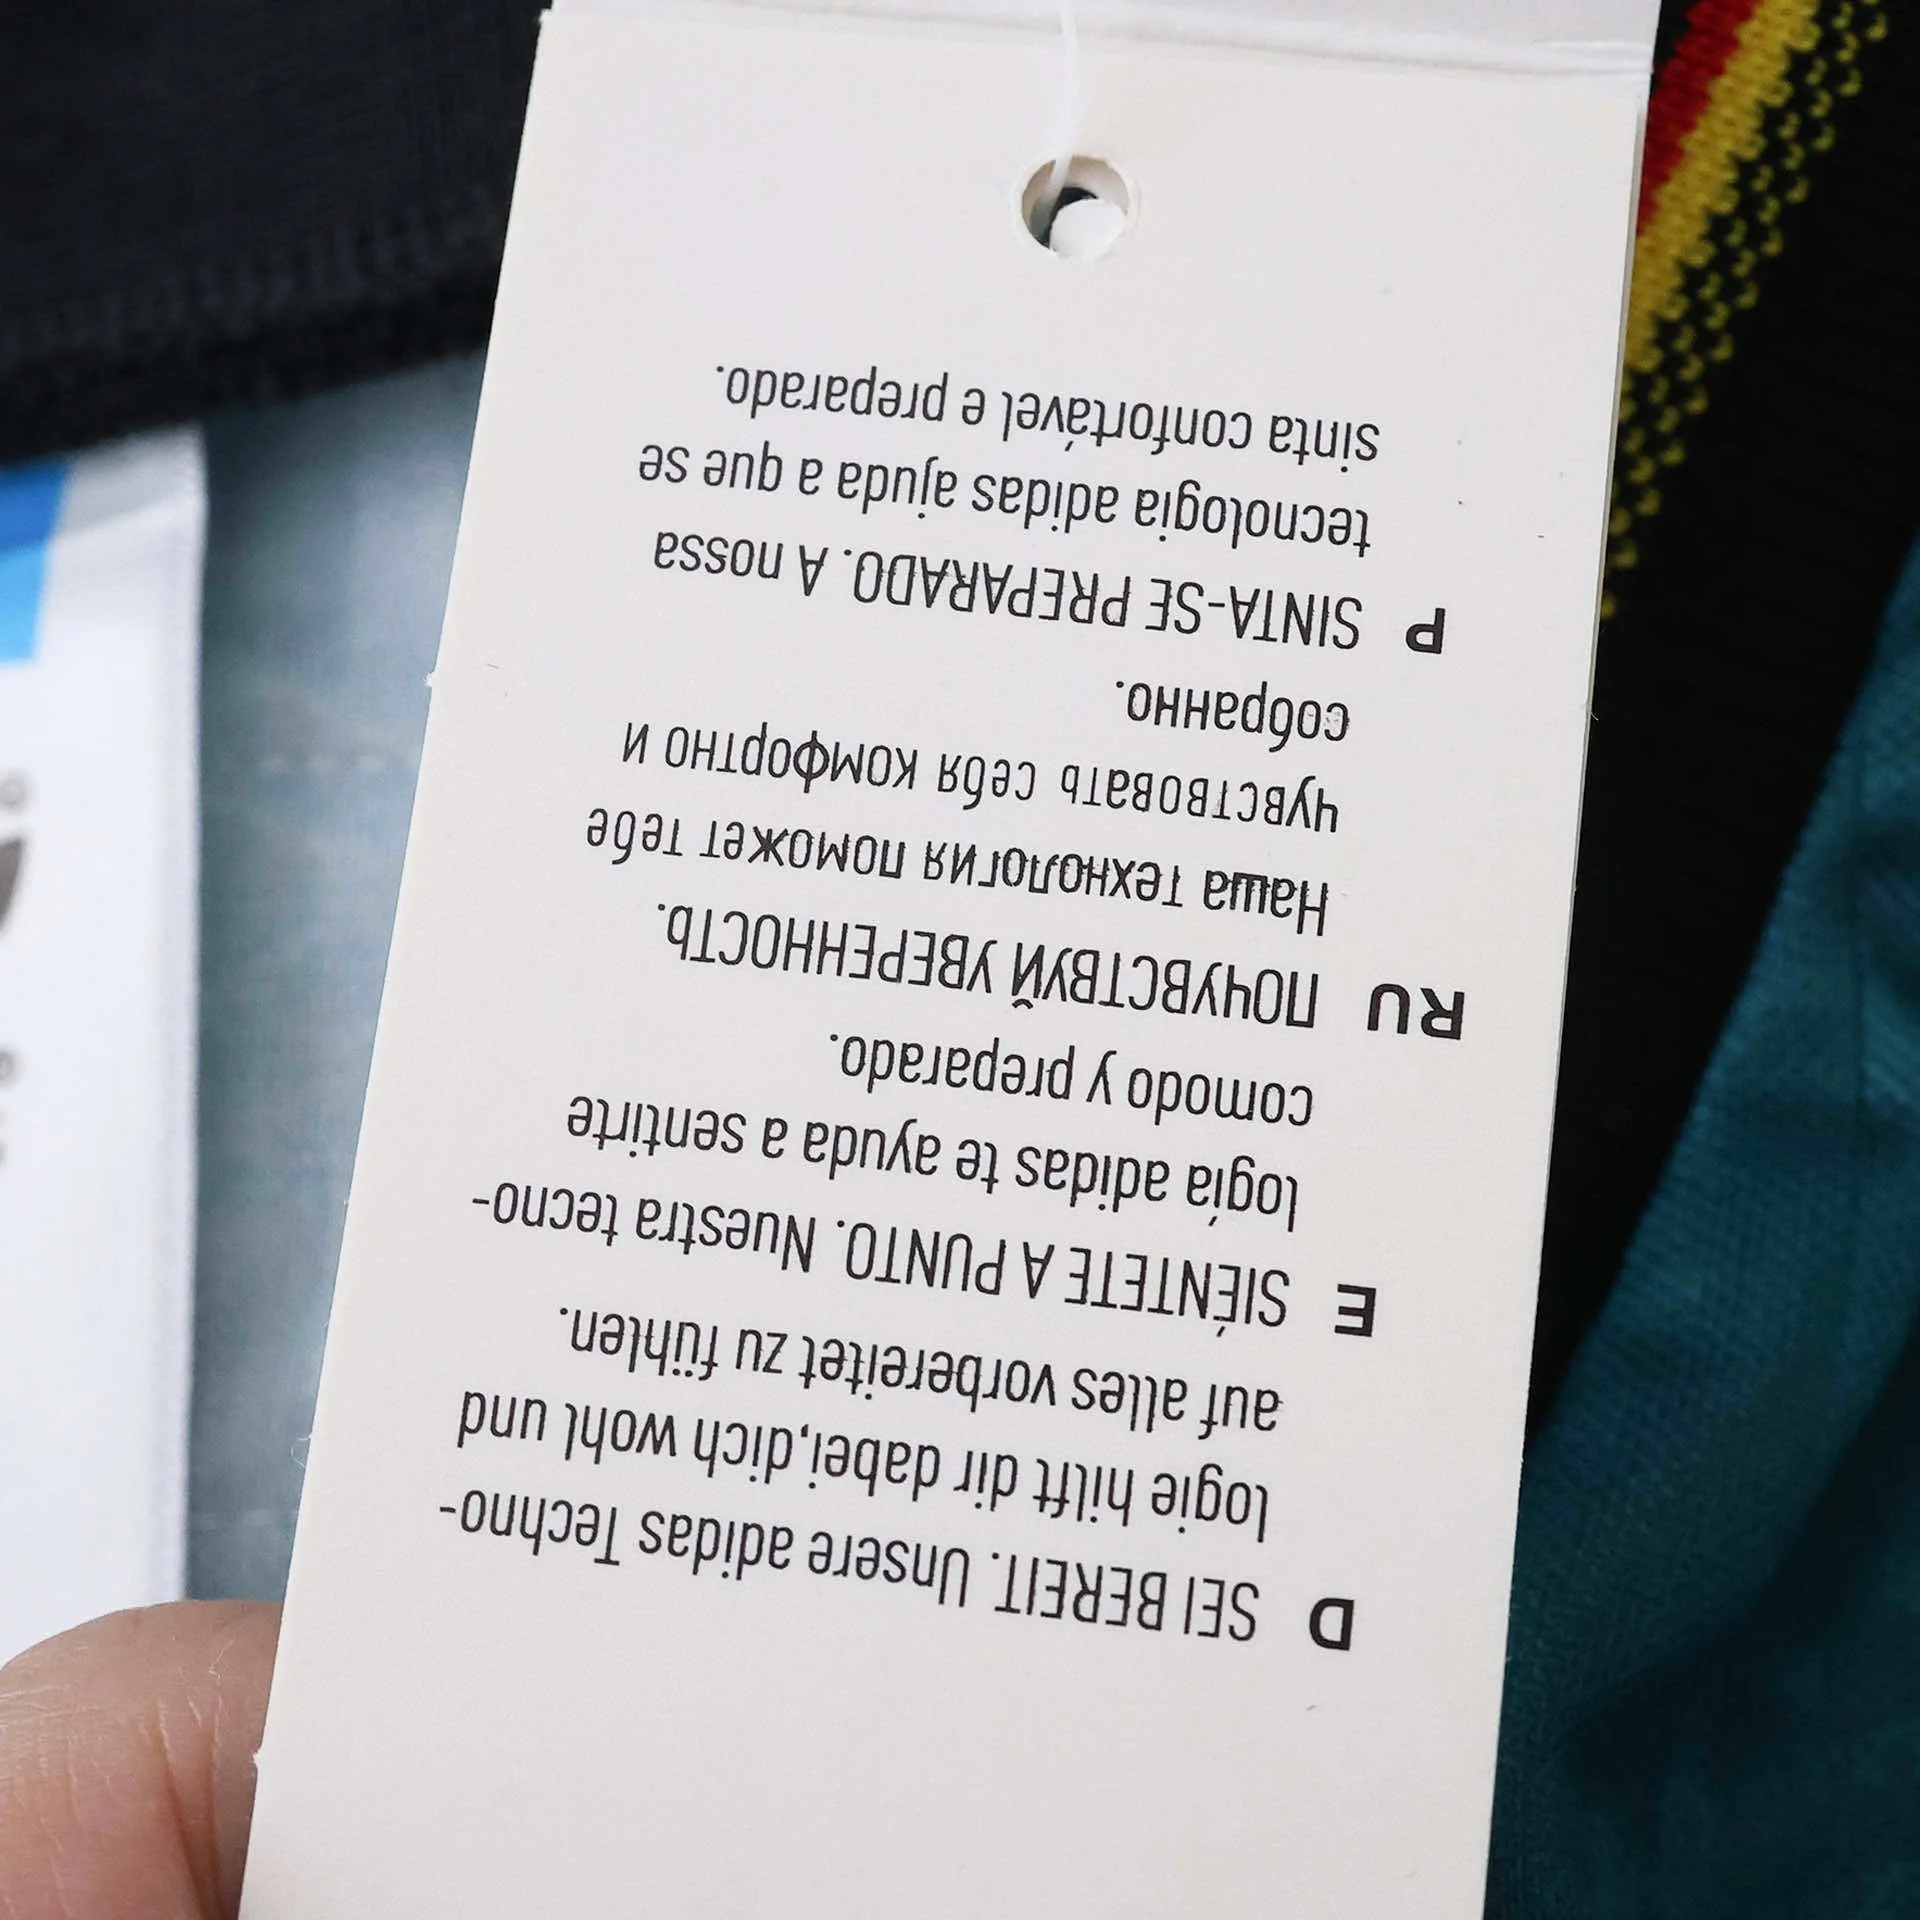 D SEI BEREIT. Unsere adidas Techno-
logie hilft dir dabei,dich wohl und
auf alles vorbereitet zu fühlen.
E SIÉNTETE A PUNTO. Nuestra tecno-
logía adidas te ayuda a sentirte
comodo y preparado.
RU ПОЧУВСТВУЙ УВЕРЕННОСТЬ.
Наша технология поможет тебе
чувствовать себя комфортно и
собранно.
P SINTA-SE PREPARADO. A nossa
tecnologia adidas ajuda a que se
sinta confortável e preparado.